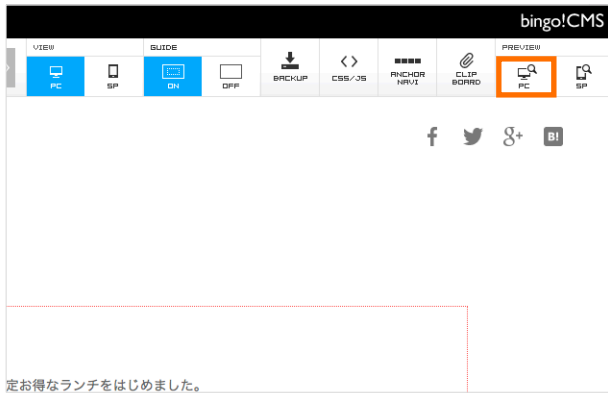 bingo!CMS
VIEW
GUIDE
PREVIEW
PC
SP
ON
OFF
BACKUP
CSS/JS
ANCHOR
NAVI
CLIP
BOARD
PC
SP
f
g+
B!
定お得なランチをはじめました。